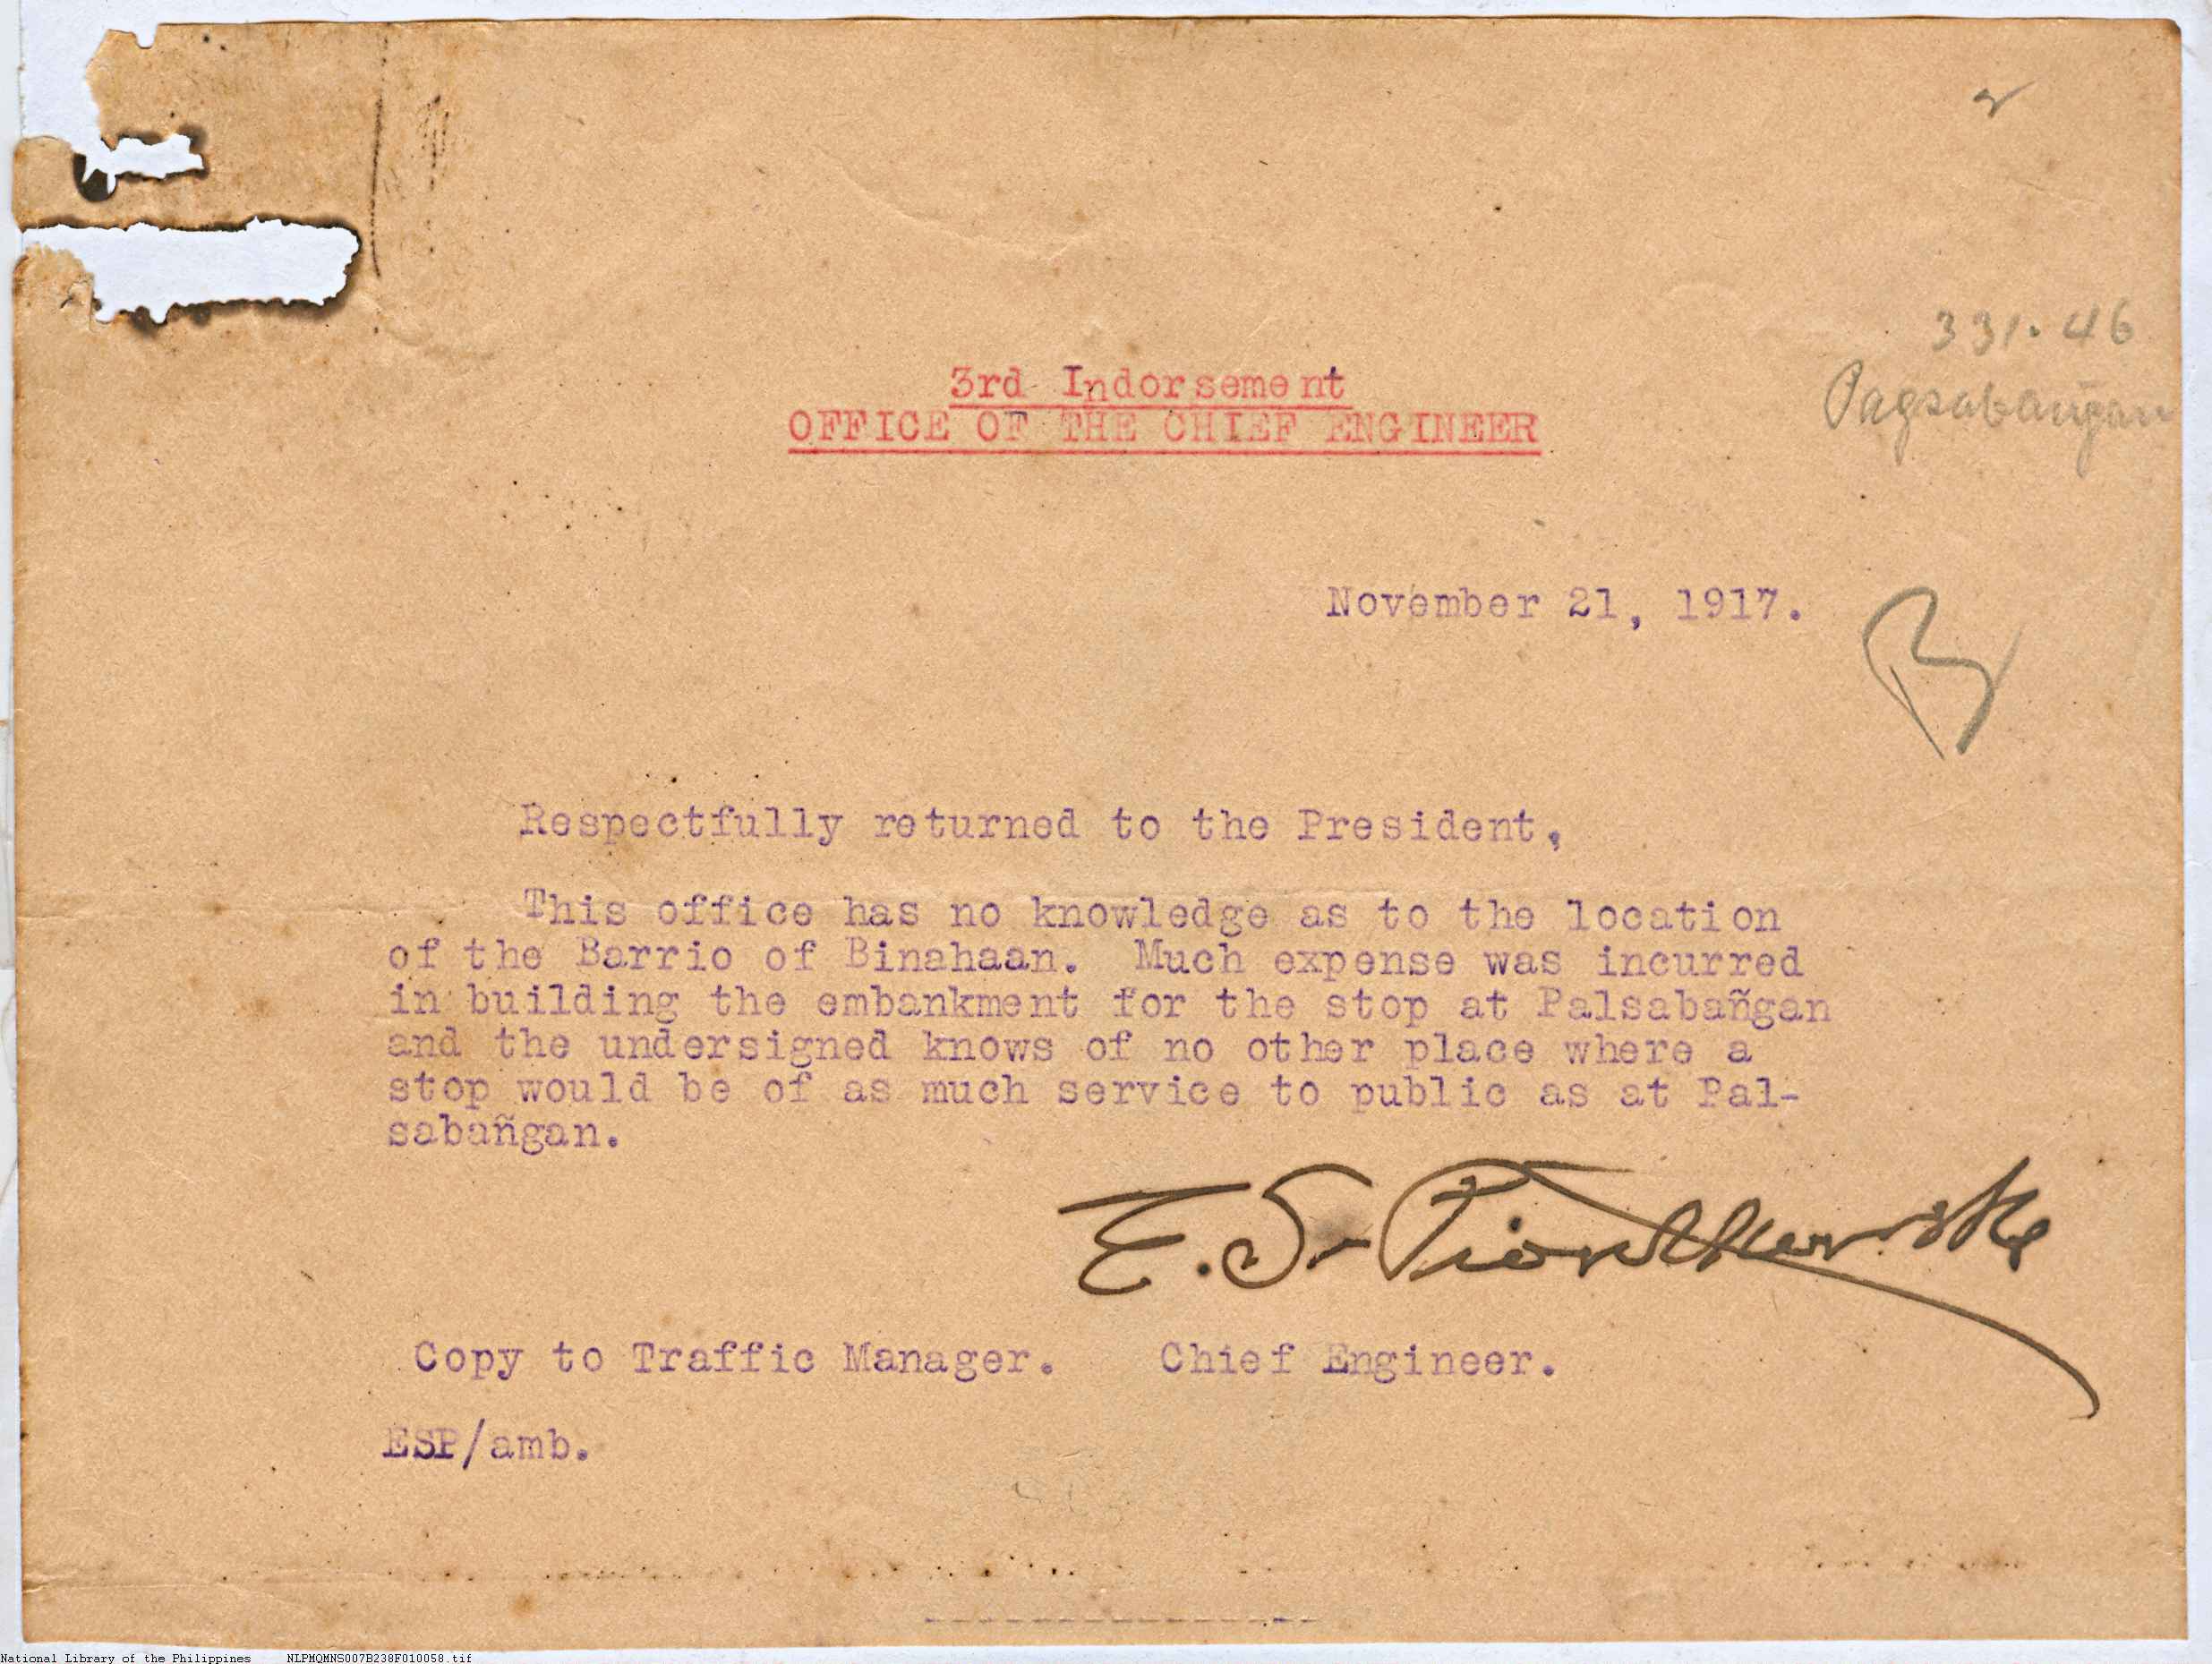 331.46
Pagsabañgan
3rd Indorsement
OFFICE OF THE CHIEF ENGINEER
November 21, 1917.
Respectfully returned to the President,
This office has no knowledge as to the location
of the Barrio of Binahaan. Much expense was incurred
in building the embankment for the stop at Palsabañgan
and the undersigned knows of no other place where a
stop would be of as much service to public as at Pal-
sabañgan.
E. S.
Copy to Traffic Manager. Chief Engineer.
ESP/amb.
National Library of the Philippines NLPMQMNS007B238F010058.tif